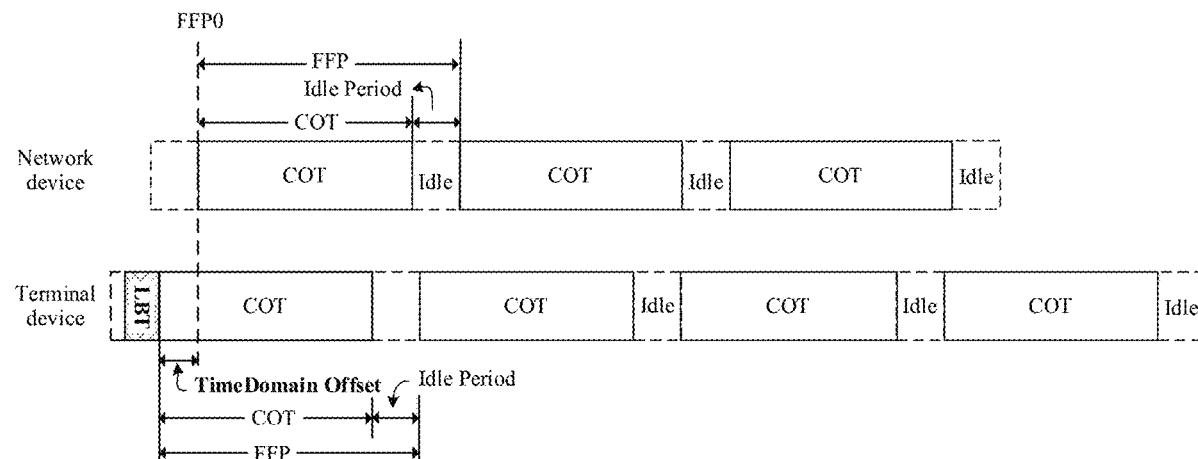 FFP0
FFP
Idle Period
COT
Network device
COT
Idle
COT
Idle
COT
Idle
Terminal device
LBT
COT
COT
Idle
COT
Idle
COT
Idle
TimeDomain Offset
Idle Period
COT
FFP